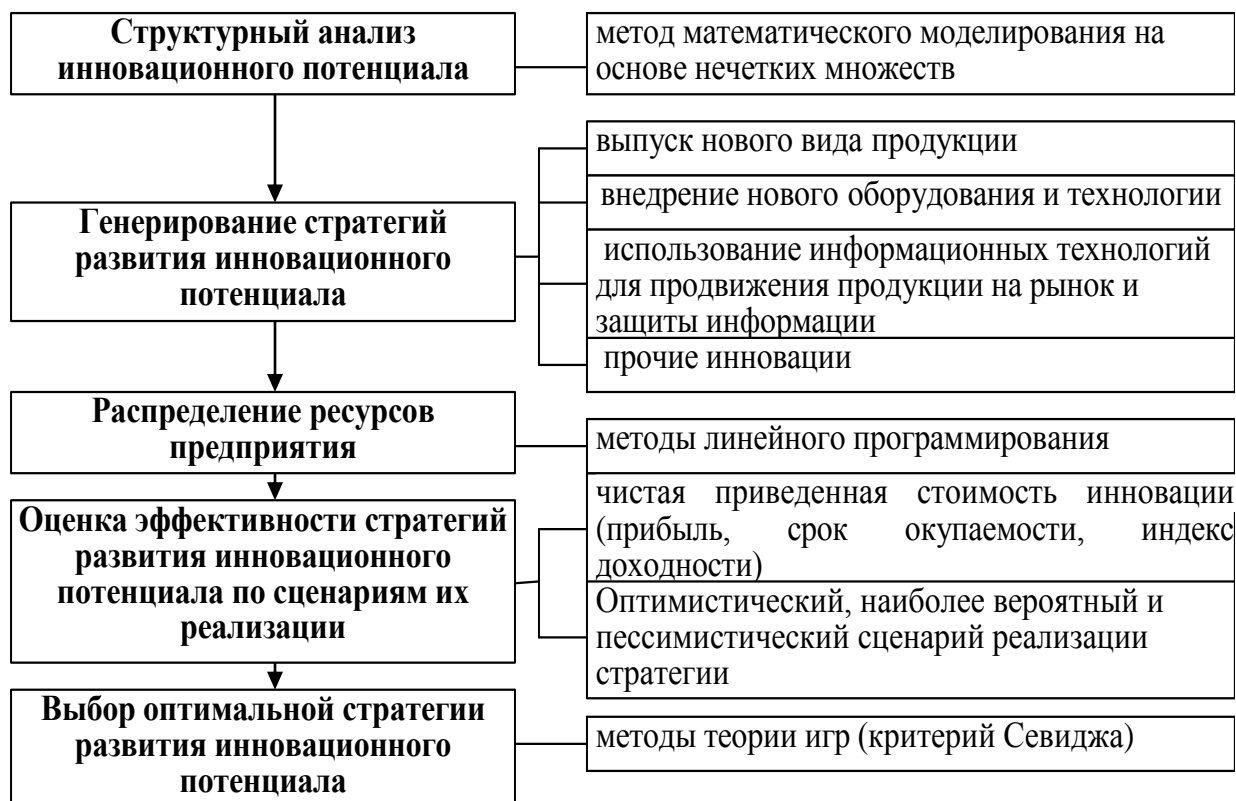 Структурный анализ
инновационного потенциала
метод математического моделирования на
основе нечетких множеств
Генерирование стратегий
развития инновационного
потенциала
выпуск нового вида продукции
внедрение нового оборудования и технологии
использование информационных технологий
для продвижения продукции на рынок и
защиты информации
прочие инновации
Распределение ресурсов
предприятия
методы линейного программирования
Оценка эффективности стратегий
развития инновационного
потенциала по сценариям их
реализации
чистая приведенная стоимость инновации
(прибыль, срок окупаемости, индекс
доходности)
Оптимистический, наиболее вероятный и
пессимистический сценарий реализации
стратегии
Выбор оптимальной стратегии
развития инновационного
потенциала
методы теории игр (критерий Севиджа)